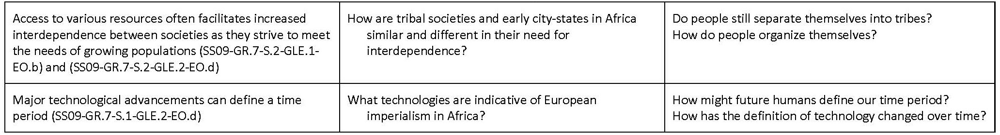 Access to various resources often facilitates increased
interdependence between societies as they strive to meet
the needs of growing populations (SS09-GR.7-S.2-GLE.1-
EO.b) and (SS09-GR.7-S.2-GLE.2-EO.d)
How are tribal societies and early city-states in Africa
similar and different in their need for
interdependence?
Do people still separate themselves into tribes?
How do people organize themselves?
Major technological advancements can define a time
period (SS09-GR.7-S.1-GLE.2-EO.d)
What technologies are indicative of European
imperialism in Africa?
How might future humans define our time period?
How has the definition of technology changed over time?